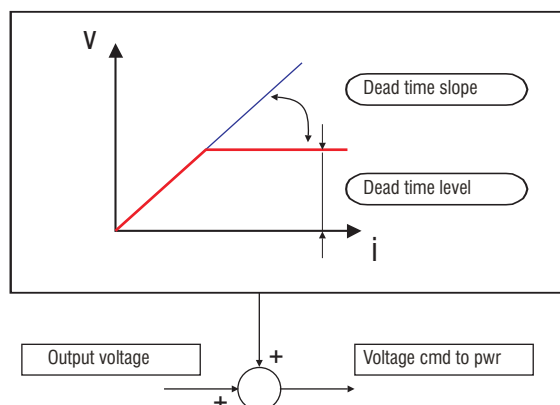 V
Dead time slope
Dead time level
i
+
Output voltage
Voltage cmd to pwr
+